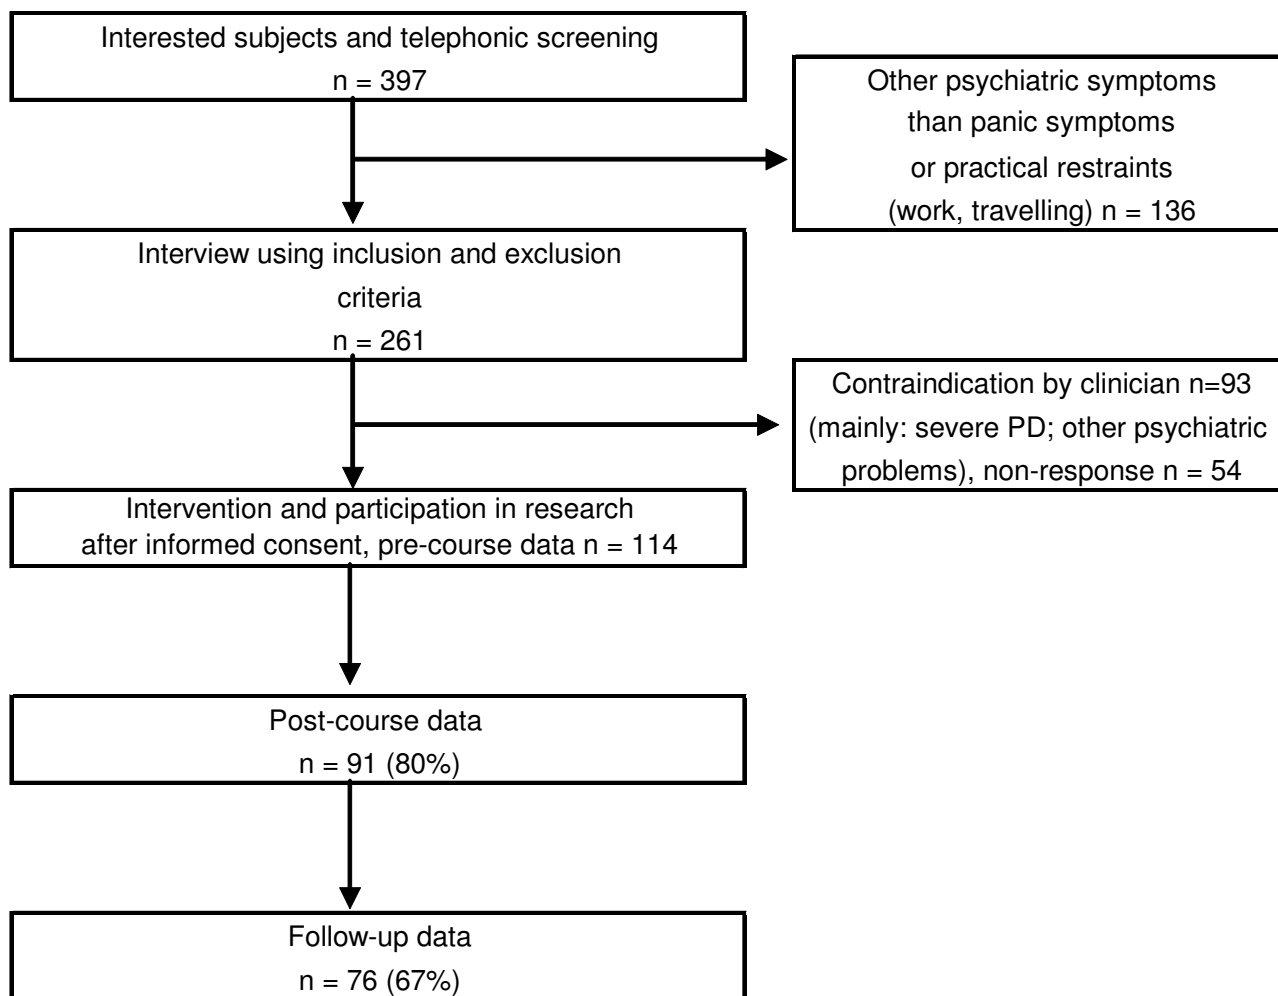 Interested subjects and telephonic screening
n = 397
Other psychiatric symptoms
than panic symptoms
or practical restraints
(work, travelling) n = 136
Interview using inclusion and exclusion
criteria
n = 261
Contraindication by clinician n=93
(mainly: severe PD; other psychiatric
problems), non-response n = 54
Intervention and participation in research
after informed consent, pre-course data n = 114
Post-course data
n = 91 (80%)
Follow-up data
n = 76 (67%)